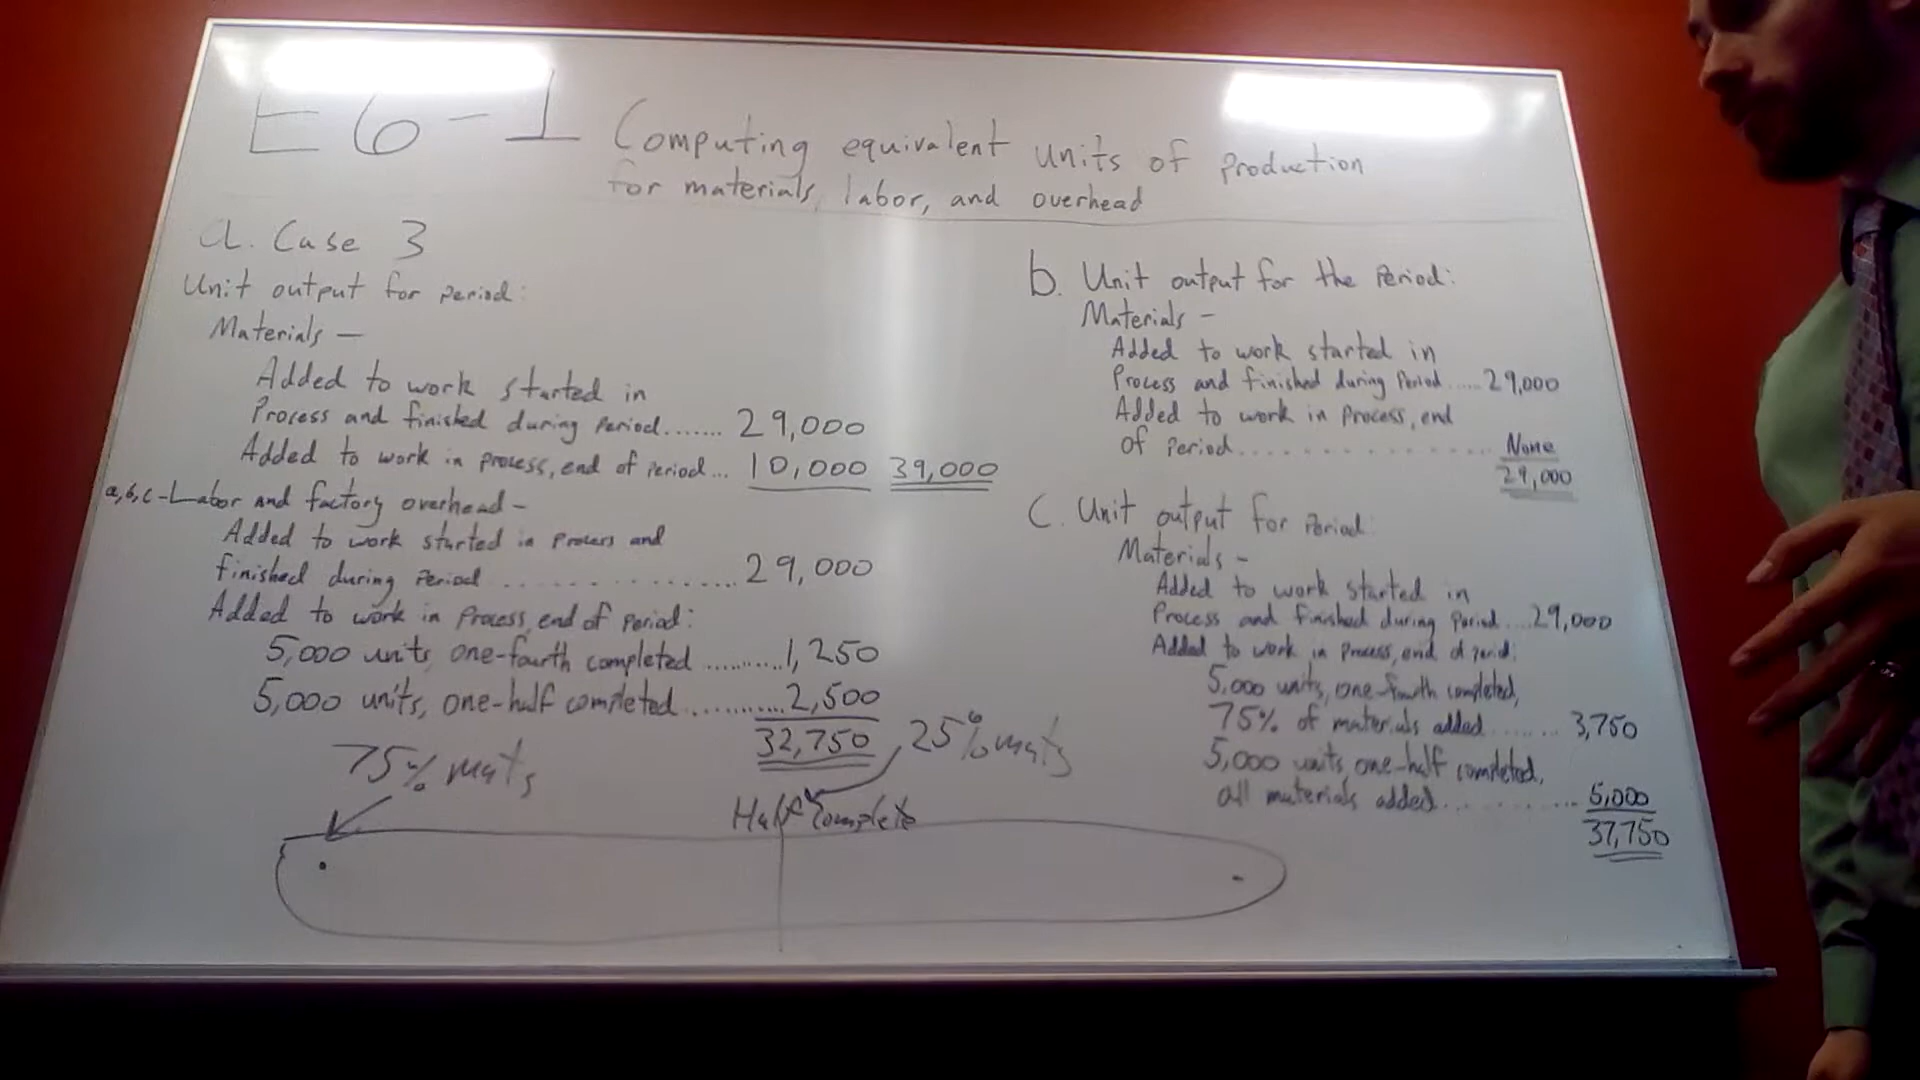 E6-1 Computing equivalent units of production
for materials, labor, and overhead
a. Case 3
Unit output for period:
Materials —
Added to work started in
Process and finished during period....... 29,000
Added to work in process, end of period... 10,000 39,000
a,b,c-Labor and factory overhead-
Added to work started in process and
finished during period ............... 29,000
Added to work in process, end of period:
5,000 units, one-fourth completed ........... 1,250
5,000 units, one-half completed ............ 2,500
32,750
75% mats
25% mats
Half Complete
b. Unit output for the period:
Materials -
Added to work started in
Process and finished during period..... 29,000
Added to work in process, end
of period............... None
29,000
C. Unit output for period:
Materials -
Added to work started in
Process and finished during period....29,000
Added to work in process, end of period:
5,000 units, one-fourth completed,
75% of materials added......... 3,750
5,000 units, one-half completed,
all materials added............ 5,000
37,750